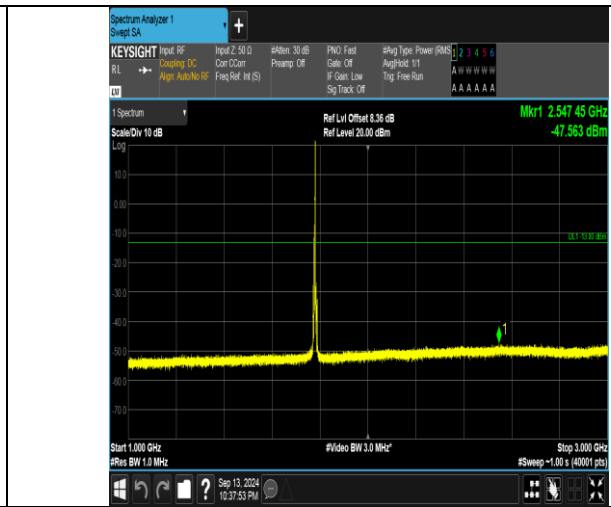 Spectrum Analyzer 1
Swept SA
+
KEYSIGHT Input: RF Input Z: 50 Ω #Atten: 30 dB PNO: Fast #Avg Type: Power (RMS 1 2 3 4 5 6
RL Coupling: DC Corr CCorr Preamp: Off Gate: Off Avg|Hold: 1/1 A W W W W W
Align: Auto/No RF Freq Ref: Int (S) IF Gain: Low Trig: Free Run
Sig Track: Off A A A A A A
LXI
1 Spectrum Ref Lvl Offset 8.36 dB Mkr1 2.547 45 GHz
Scale/Div 10 dB Ref Level 20.00 dBm -47.563 dBm
Log
10.0
0.00
-10.0
DL1 -13.00 dBm
-20.0
-30.0
-40.0
1
-50.0
-60.0
-70.0
Start 1.000 GHz #Video BW 3.0 MHz* Stop 3.000 GHz
#Res BW 1.0 MHz #Sweep ~1.00 s (40001 pts)
? Sep 13, 2024
10:37:53 PM